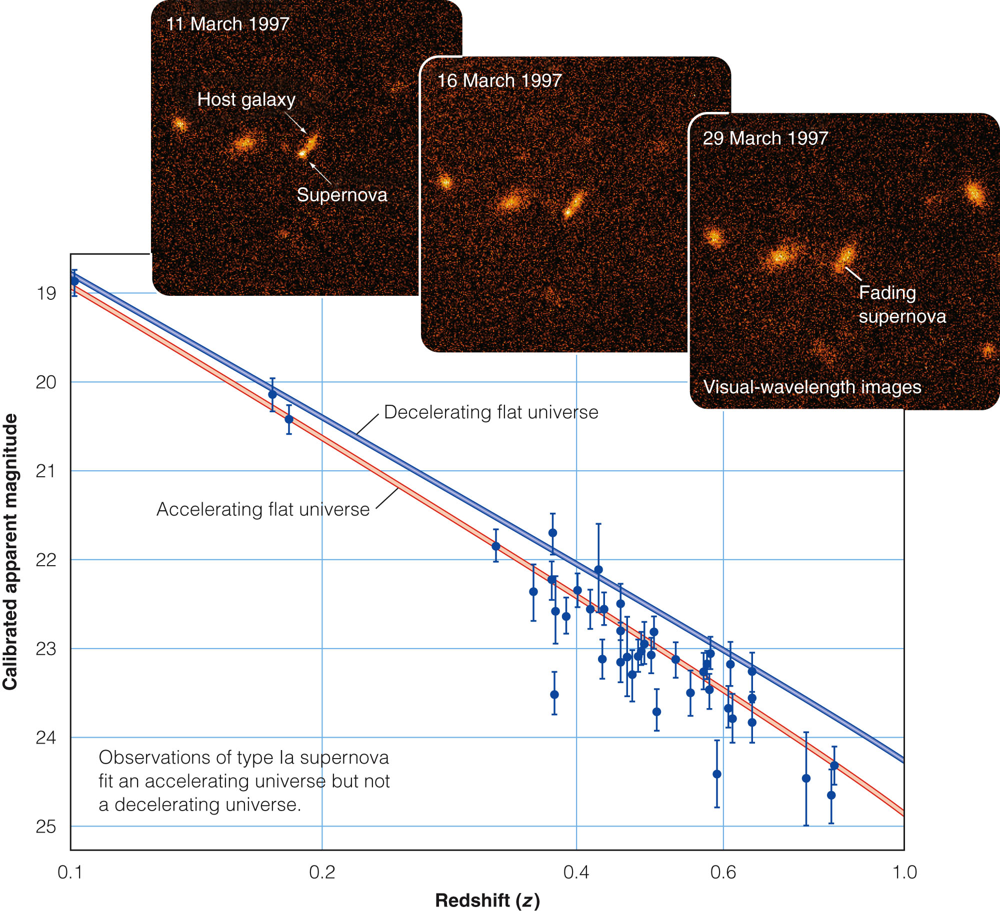 11 March 1997
Host galaxy
Supernova
16 March 1997
29 March 1997
Fading
supernova
Visual-wavelength images
Calibrated apparent magnitude
19
20
21
22
23
24
25
Decelerating flat universe
Accelerating flat universe
Observations of type Ia supernova
fit an accelerating universe but not
a decelerating universe.
0.1
0.2
0.4
0.6
1.0
Redshift (z)